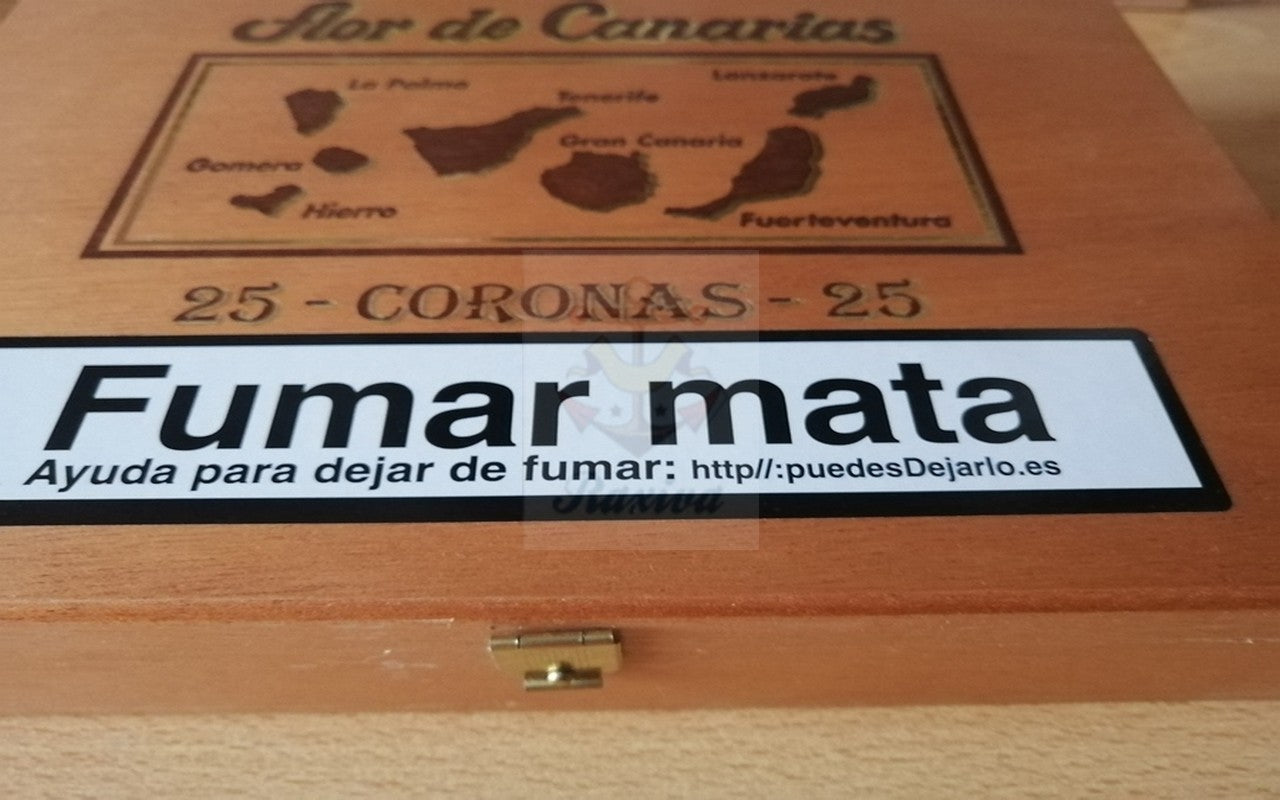 Flor de Canarias
La Palma
Lanzarote
Tenerife
Gran Canaria
Gomera
Hierro
Fuerteventura
25 - CORONAS - 25
Fumar mata
Ayuda para dejar de fumar: http//:puedesDejarlo.es